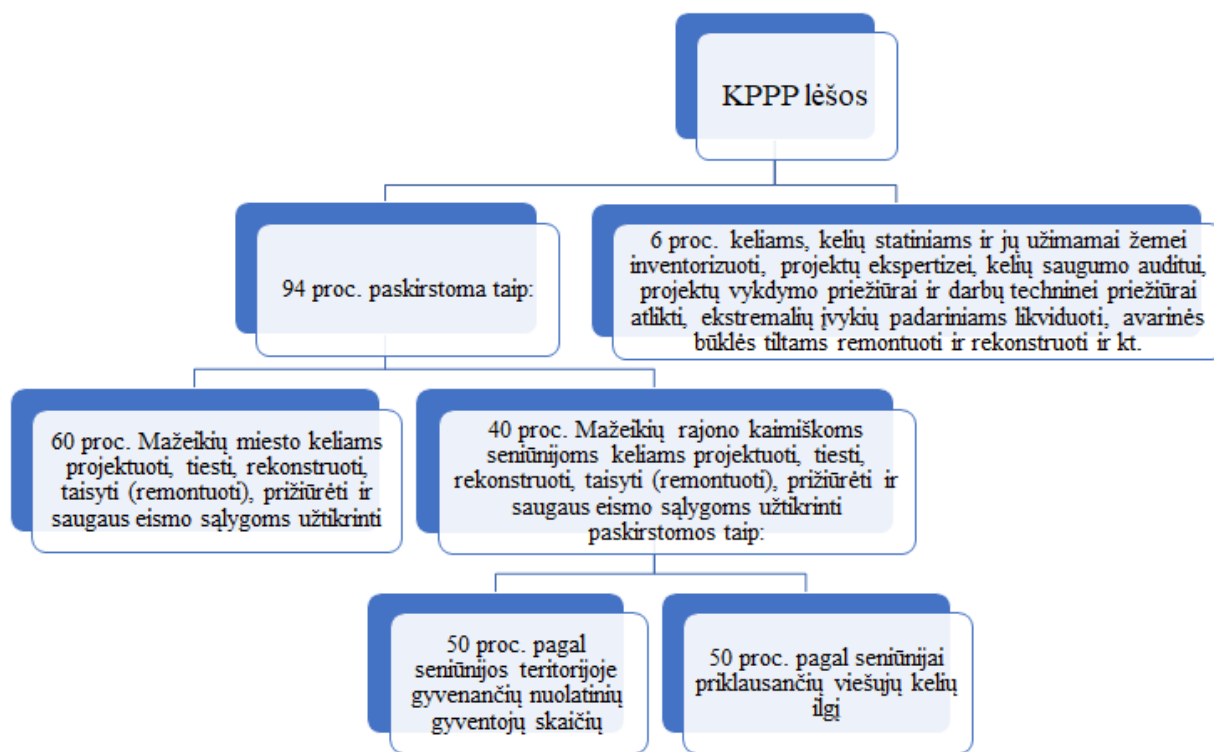 KPPP lėšos
94 proc. paskirstoma taip:
6 proc. keliams, kelių statiniams ir jų užimamai žemei
inventorizuoti, projektų ekspertizei, kelių saugumo auditui,
projektų vykdymo priežiūrai ir darbų techninei priežiūrai
atlikti, ekstremalių įvykių padariniams likviduoti, avarinės
būklės tiltams remontuoti ir rekonstruoti ir kt.
60 proc. Mažeikių miesto keliams
projektuoti, tiesti, rekonstruoti,
taisyti (remontuoti), prižiūrėti ir
saugaus eismo sąlygoms užtikrinti
40 proc. Mažeikių rajono kaimiškoms
seniūnijoms keliams projektuoti, tiesti,
rekonstruoti, taisyti (remontuoti), prižiūrėti ir
saugaus eismo sąlygoms užtikrinti
paskirstomos taip:
50 proc. pagal
seniūnijos teritorijoje
gyvenančių nuolatinių
gyventojų skaičių
50 proc. pagal seniūnijai
priklausančių viešųjų kelių
ilgį